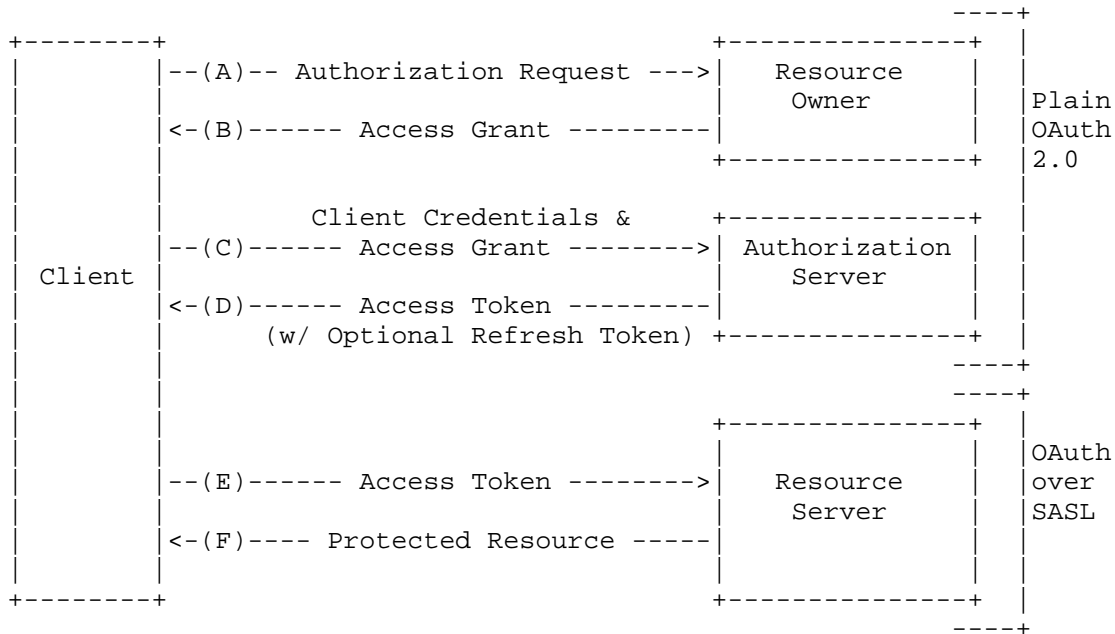 --(A)-- Authorization Request ---> Resource
Owner Plain
<-(B)------ Access Grant --------- OAuth
2.0
Client Credentials &
--(C)------ Access Grant --------> Authorization
Client Server
<-(D)------ Access Token ---------
(w/ Optional Refresh Token)
OAuth
--(E)------ Access Token --------> Resource over
Server SASL
<-(F)---- Protected Resource -----